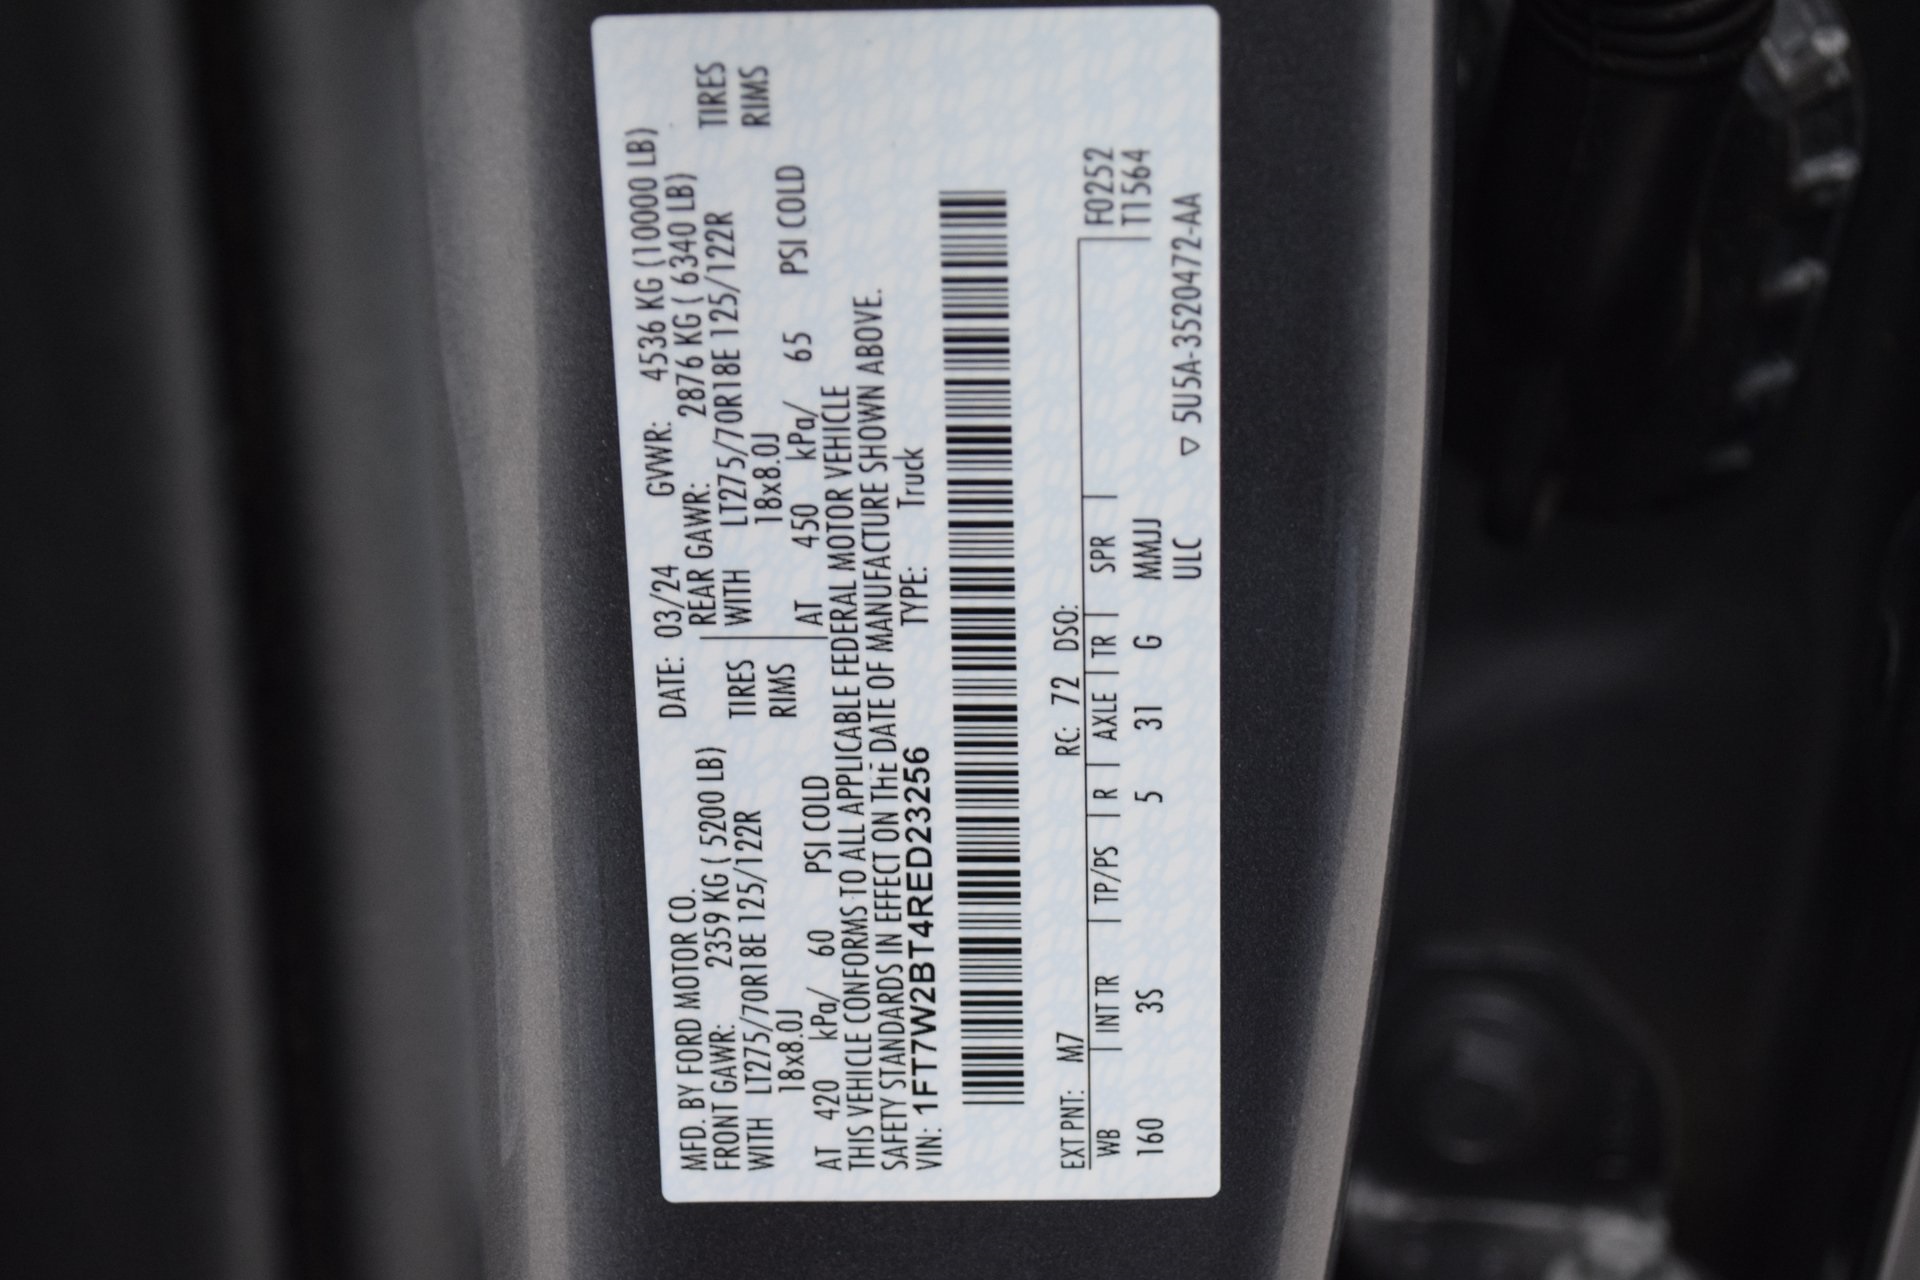 MFD. BY FORD MOTOR CO. DATE: 03/24 GVWR: 4536 KG (10000 LB)
FRONT GAWR: 2359 KG ( 5200 LB) REAR GAWR: 2876 KG ( 6340 LB)
WITH LT275/70R18E 125/122R TIRES WITH LT275/70R18E 125/122R TIRES
18x8.0J RIMS 18x8.0J RIMS
AT 420 kPa/ 60 PSI COLD AT 450 kPa/ 65 PSI COLD
THIS VEHICLE CONFORMS TO ALL APPLICABLE FEDERAL MOTOR VEHICLE
SAFETY STANDARDS IN EFFECT ON THE DATE OF MANUFACTURE SHOWN ABOVE.
VIN: 1FT7W2BT4RED23256 TYPE: Truck
EXT PNT: M7 RC: 72 DSO:
WB INT TR TP/PS R AXLE TR SPR F0252
160 3S 5 31 G MMJJ T1564
ULC ▽ 5U5A-3520472-AA